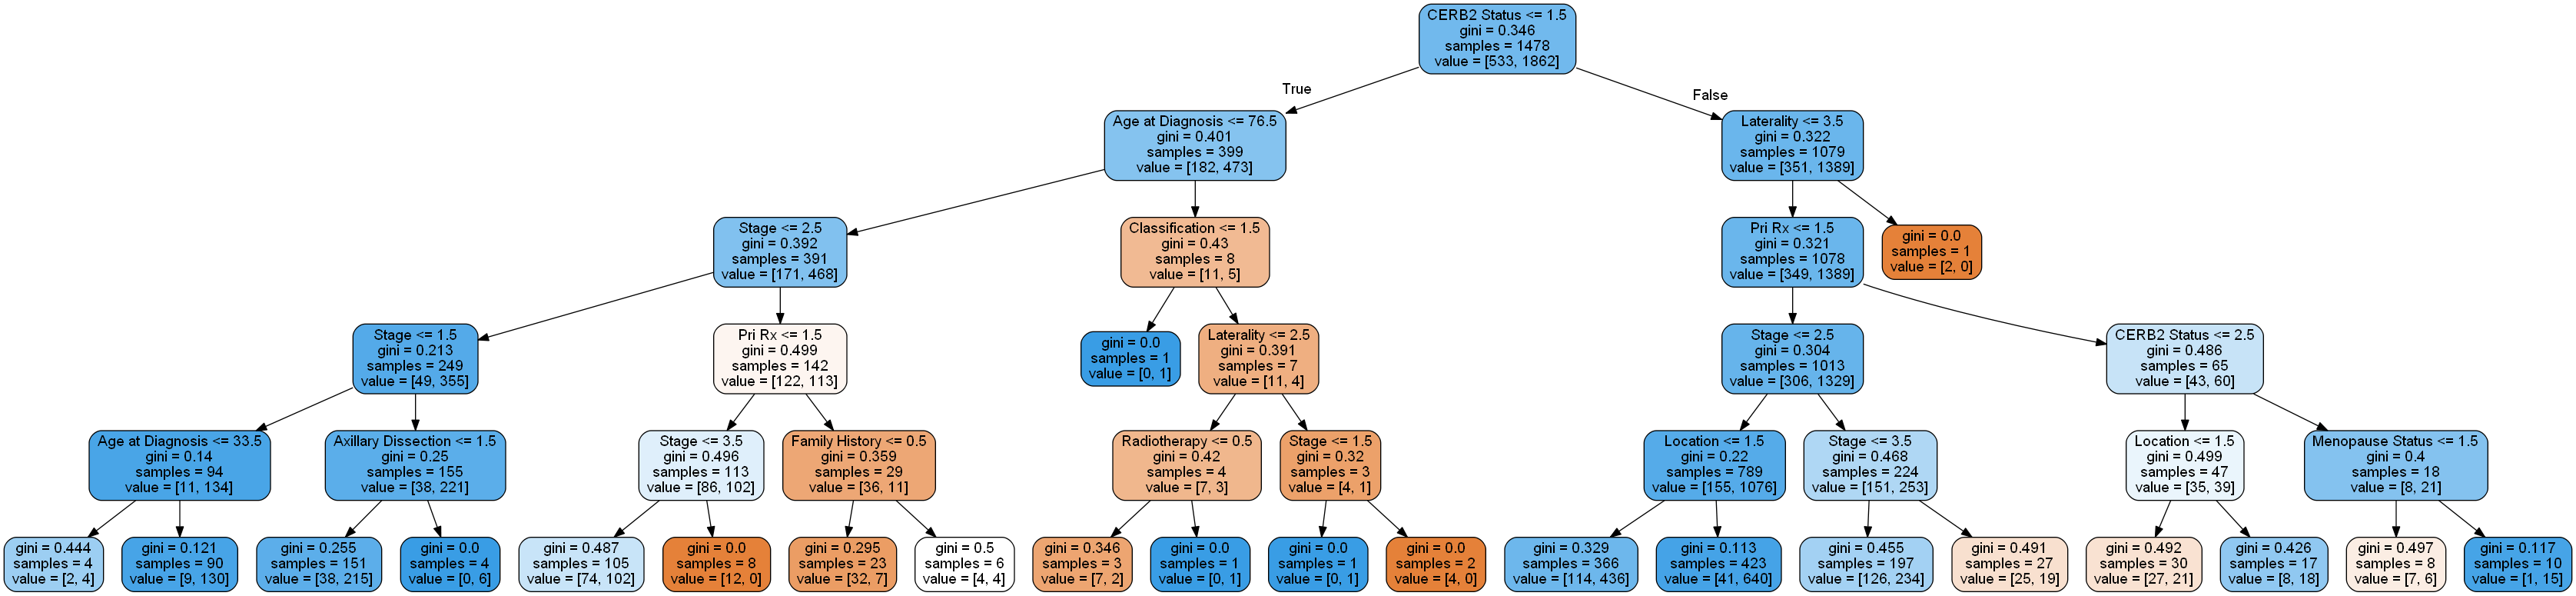 CERB2 Status <= 1.5
gini = 0.346
samples = 1478
value = [533, 1862]
True
False
Age at Diagnosis <= 76.5
gini = 0.401
samples = 399
value = [182, 473]
Laterality <= 3.5
gini = 0.322
samples = 1079
value = [351, 1389]
Stage <= 2.5
gini = 0.392
samples = 391
value = [171, 468]
Classification <= 1.5
gini = 0.43
samples = 8
value = [11, 5]
Pri Rx <= 1.5
gini = 0.321
samples = 1078
value = [349, 1389]
gini = 0.0
samples = 1
value = [2, 0]
Stage <= 1.5
gini = 0.213
samples = 249
value = [49, 355]
Pri Rx <= 1.5
gini = 0.499
samples = 142
value = [122, 113]
gini = 0.0
samples = 1
value = [0, 1]
Laterality <= 2.5
gini = 0.391
samples = 7
value = [11, 4]
Stage <= 2.5
gini = 0.304
samples = 1013
value = [306, 1329]
CERB2 Status <= 2.5
gini = 0.486
samples = 65
value = [43, 60]
Age at Diagnosis <= 33.5
gini = 0.14
samples = 94
value = [11, 134]
Axillary Dissection <= 1.5
gini = 0.25
samples = 155
value = [38, 221]
Stage <= 3.5
gini = 0.496
samples = 113
value = [86, 102]
Family History <= 0.5
gini = 0.359
samples = 29
value = [36, 11]
Radiotherapy <= 0.5
gini = 0.42
samples = 4
value = [7, 3]
Stage <= 1.5
gini = 0.32
samples = 3
value = [4, 1]
Location <= 1.5
gini = 0.22
samples = 789
value = [155, 1076]
Stage <= 3.5
gini = 0.468
samples = 224
value = [151, 253]
Location <= 1.5
gini = 0.499
samples = 47
value = [35, 39]
Menopause Status <= 1.5
gini = 0.4
samples = 18
value = [8, 21]
gini = 0.444
samples = 4
value = [2, 4]
gini = 0.121
samples = 90
value = [9, 130]
gini = 0.255
samples = 151
value = [38, 215]
gini = 0.0
samples = 4
value = [0, 6]
gini = 0.487
samples = 105
value = [74, 102]
gini = 0.0
samples = 8
value = [12, 0]
gini = 0.295
samples = 23
value = [32, 7]
gini = 0.5
samples = 6
value = [4, 4]
gini = 0.346
samples = 3
value = [7, 2]
gini = 0.0
samples = 1
value = [0, 1]
gini = 0.0
samples = 1
value = [0, 1]
gini = 0.0
samples = 2
value = [4, 0]
gini = 0.329
samples = 366
value = [114, 436]
gini = 0.113
samples = 423
value = [41, 640]
gini = 0.455
samples = 197
value = [126, 234]
gini = 0.491
samples = 27
value = [25, 19]
gini = 0.492
samples = 30
value = [27, 21]
gini = 0.426
samples = 17
value = [8, 18]
gini = 0.497
samples = 8
value = [7, 6]
gini = 0.117
samples = 10
value = [1, 15]